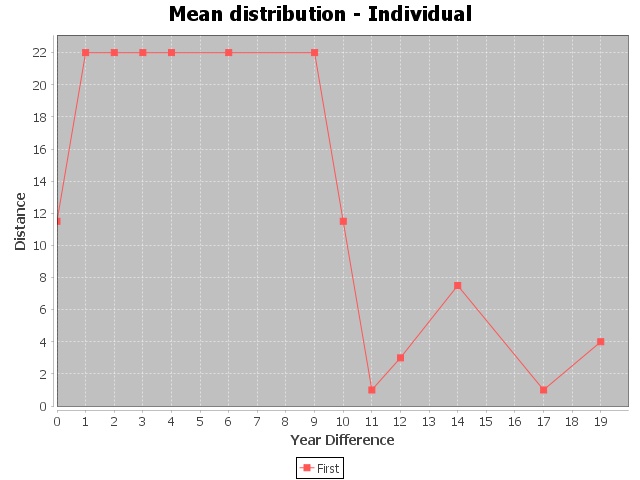 Mean distribution - Individual
22
20
18
16
14
12
10
8
6
4
2
0
Distance
0 1 2 3 4 5 6 7 8 9 10 11 12 13 14 15 16 17 18 19
Year Difference
First